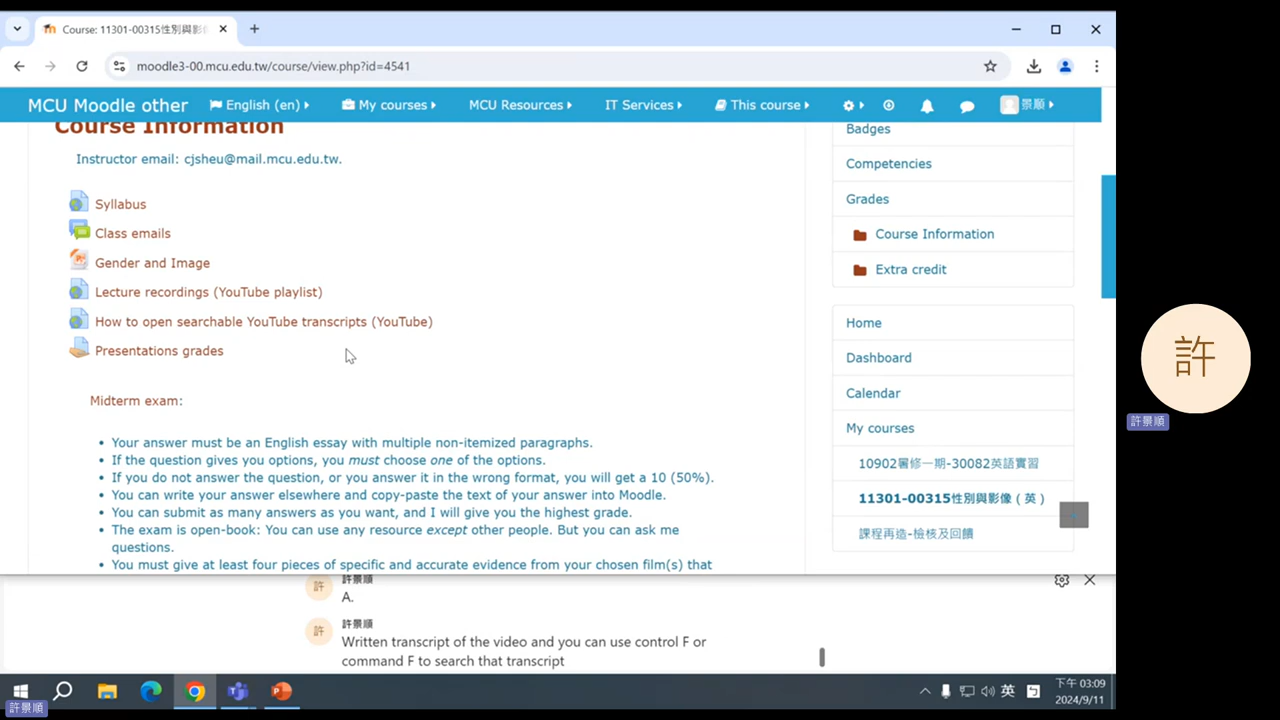 Course: 11301-00315性別與影像
moodle3-00.mcu.edu.tw/course/view.php?id=4541
MCU Moodle other
English (en)
My courses
MCU Resources
IT Services
This course
景順
Course Information
Instructor email: cjsheu@mail.mcu.edu.tw.
Syllabus
Class emails
Gender and Image
Lecture recordings (YouTube playlist)
How to open searchable YouTube transcripts (YouTube)
Presentations grades
Midterm exam:
• Your answer must be an English essay with multiple non-itemized paragraphs.
• If the question gives you options, you must choose one of the options.
• If you do not answer the question, or you answer it in the wrong format, you will get a 10 (50%).
• You can write your answer elsewhere and copy-paste the text of your answer into Moodle.
• You can submit as many answers as you want, and I will give you the highest grade.
• The exam is open-book: You can use any resource except other people. But you can ask me
questions.
• You must give at least four pieces of specific and accurate evidence from your chosen film(s) that
Badges
Competencies
Grades
Course Information
Extra credit
Home
Dashboard
Calendar
My courses
10902暑修一期-30082英語實習
11301-00315性別與影像(英)
課程再造-檢核及回饋
許
許景順
許
許景順
A.
許
許景順
Written transcript of the video and you can use control F or
command F to search that transcript
英
下午 03:09
2024/9/11
許景順